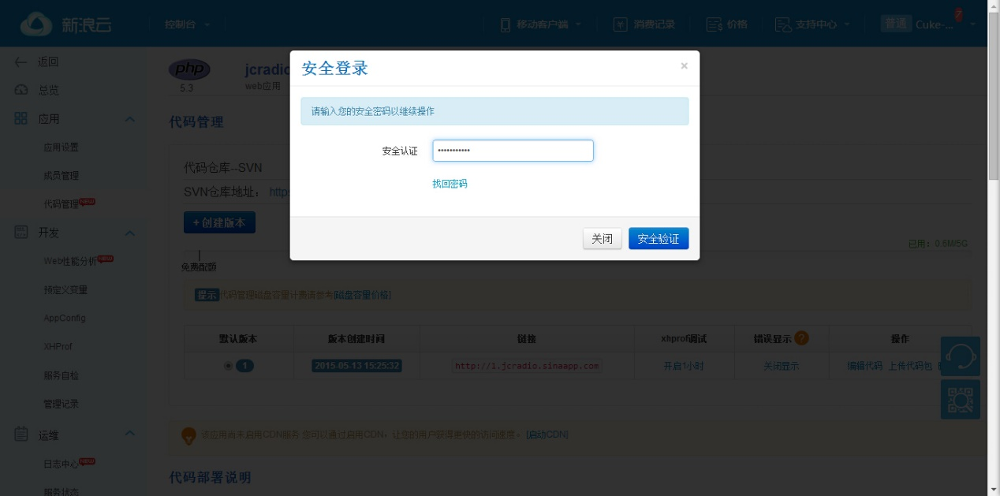 新浪云
控制台
移动客户端
消费记录
价格
支持中心
普通
Cuke-...
7
返回
总览
应用
应用设置
成员管理
代码管理 NEW
开发
Web性能分析 NEW
预定义变量
AppConfig
XHProf
服务自检
管理记录
运维
日志中心 NEW
服务状态
php
5.3
jcradio
web应用
代码管理
代码仓库--SVN
SVN仓库地址： https
+ 创建版本
已用：0.6M/5G
免费配额
提示 代码管理磁盘容量计费请参考[磁盘容量价格]
默认版本 版本创建时间 链接 xhprof调试 错误显示 ? 操作
1 2015-05-13 15:25:32 http://1.jcradio.sinaapp.com 开启1小时 关闭显示 编辑代码 上传代码包
该应用尚未启用CDN服务 您可以通过启用CDN，让您的用户获得更快的访问速度。 [启动CDN]
代码部署说明
安全登录
×
请输入您的安全密码以继续操作
安全认证 •••••••••••
找回密码
关闭 安全验证